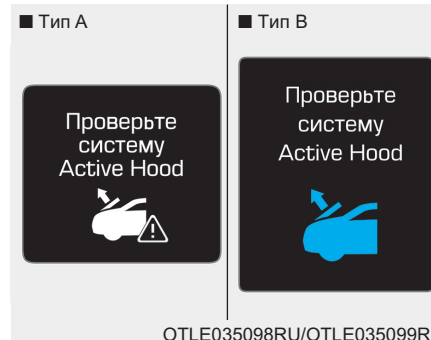 ■ Тип A
Проверьте
систему
Active Hood
■ Тип B
Проверьте
систему
Active Hood
OTLE035098RU/OTLE035099R